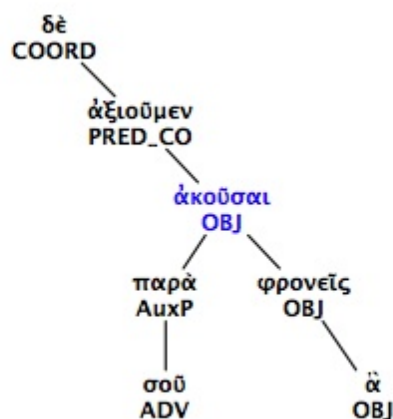 δὲ
COORD
ἀξιοῦμεν
PRED_CO
ἀκοῦσαι
OBJ
παρὰ φρονεῖς
AuxP OBJ
σοῦ ἃ
ADV OBJ